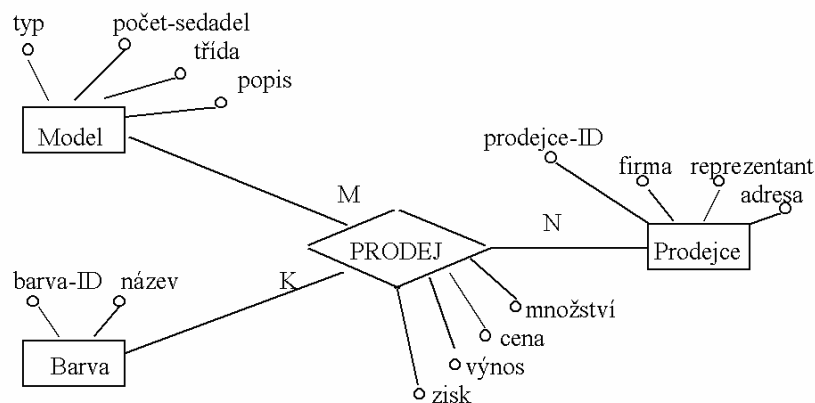 typ
počet-sedadel
třída
popis
Model
prodejce-ID
firma
reprezentant
adresa
M
N
PRODEJ
Prodejce
barva-ID
název
K
množství
cena
Barva
výnos
zisk